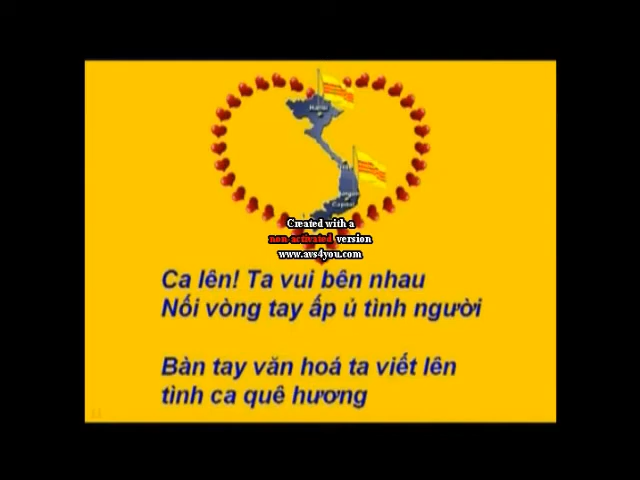 Created with a
non-activated version
www.avs4you.com
Ca lên! Ta vui bên nhau
Nối vòng tay ấp ủ tình người
Bàn tay văn hoá ta viết lên
tình ca quê hương